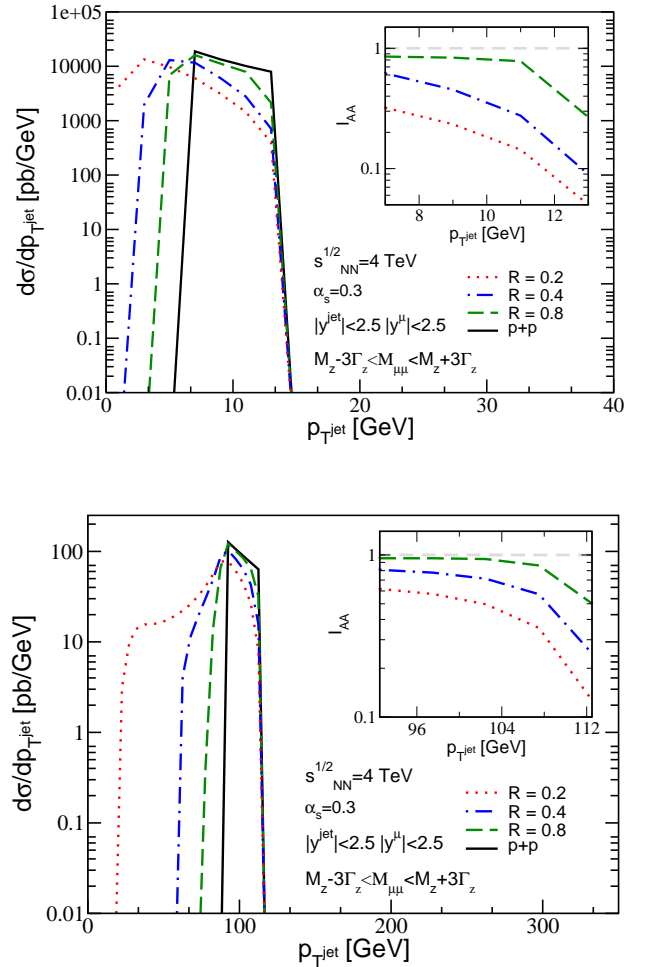 1e+05
10000
1000
100
10
1
0.1
0.01
dσ/dp_T^jet [pb/GeV]
0 10 20 30 40
p_T^jet [GeV]
1
0.1
I_AA
8 10 12
p_T^jet [GeV]
s^1/2_NN=4 TeV
α_s=0.3
|y^jet|<2.5 |y^μ|<2.5
M_z-3Γ_z<M_μμ<M_z+3Γ_z
R = 0.2
R = 0.4
R = 0.8
p+p
100
10
1
0.1
0.01
dσ/dp_T^jet [pb/GeV]
0 100 200 300
p_T^jet [GeV]
1
0.1
I_AA
96 104 112
p_T^jet [GeV]
s^1/2_NN=4 TeV
α_s=0.3
|y^jet|<2.5 |y^μ|<2.5
M_z-3Γ_z<M_μμ<M_z+3Γ_z
R = 0.2
R = 0.4
R = 0.8
p+p